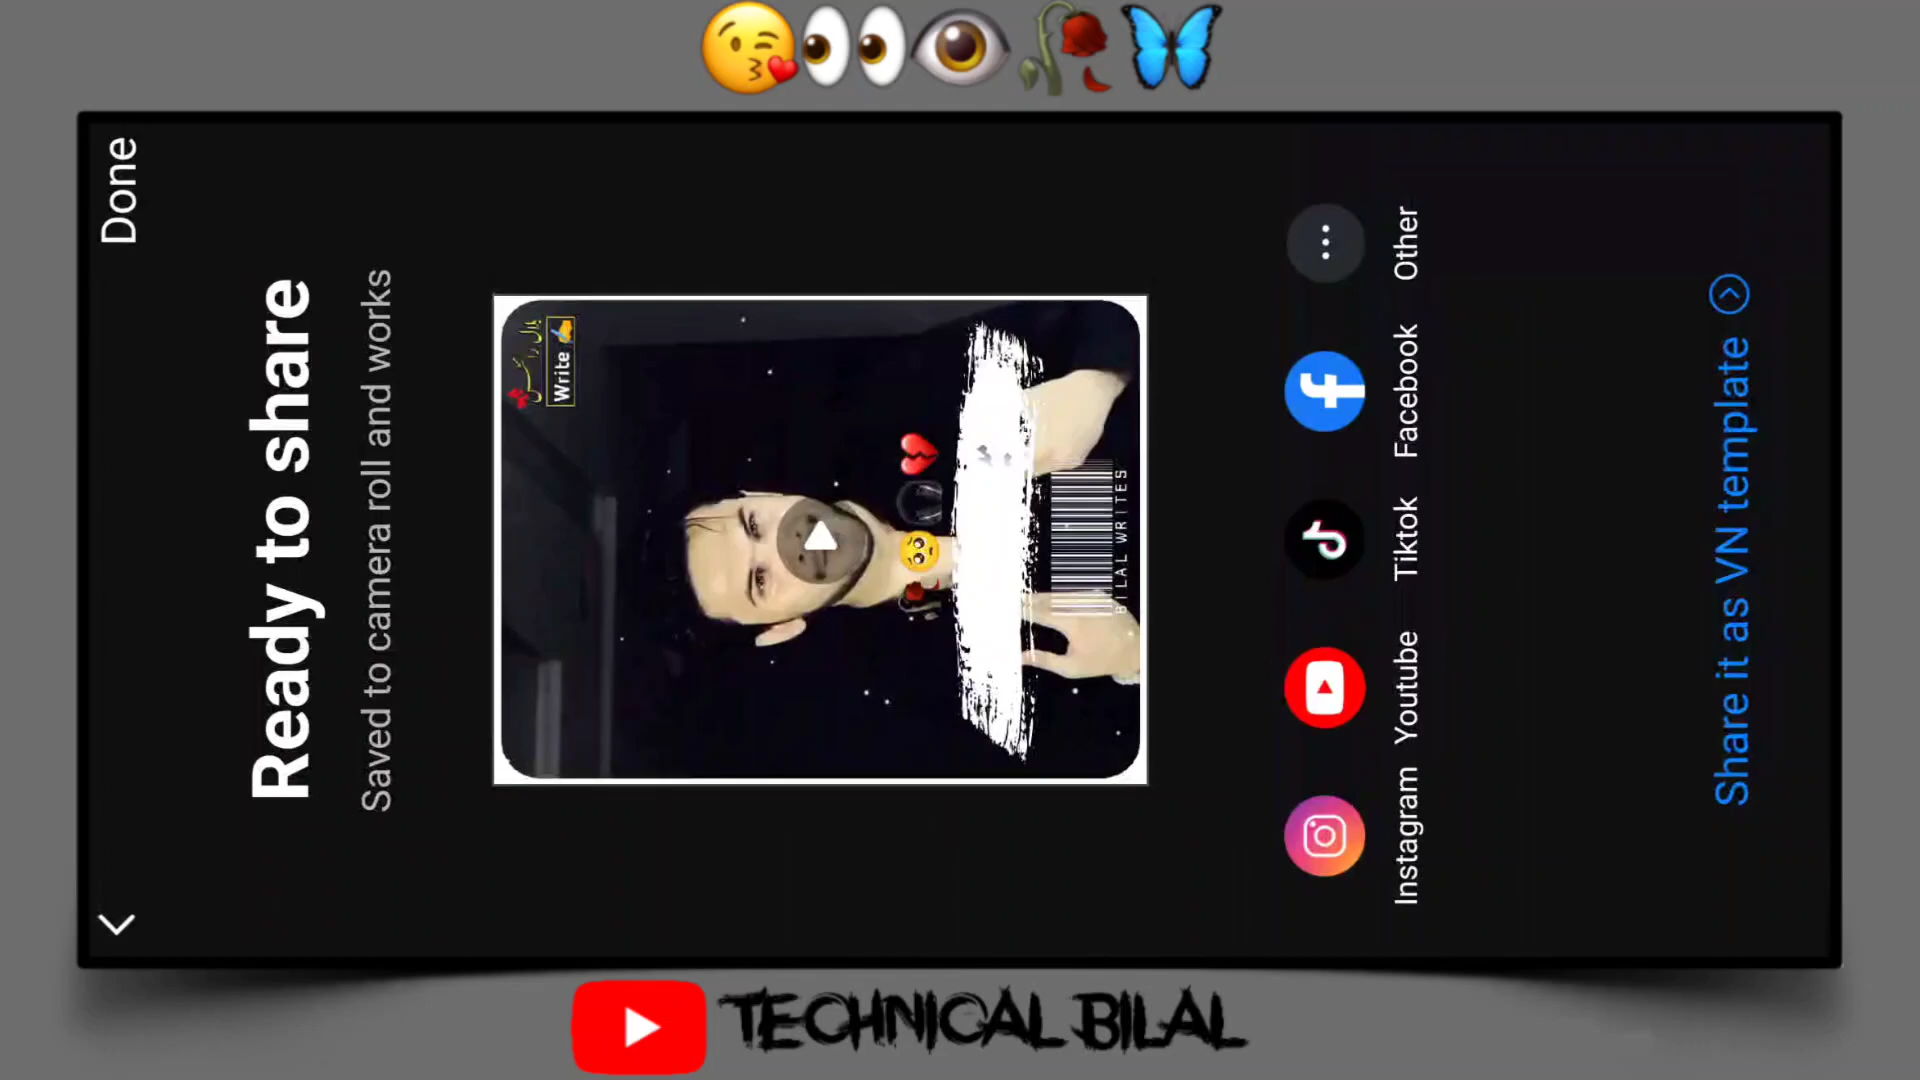 Done
Ready to share
Saved to camera roll and works
Write
BILAL WRITES
Instagram Youtube Tiktok Facebook Other
Share it as VN template
TECHNICAL BILAL